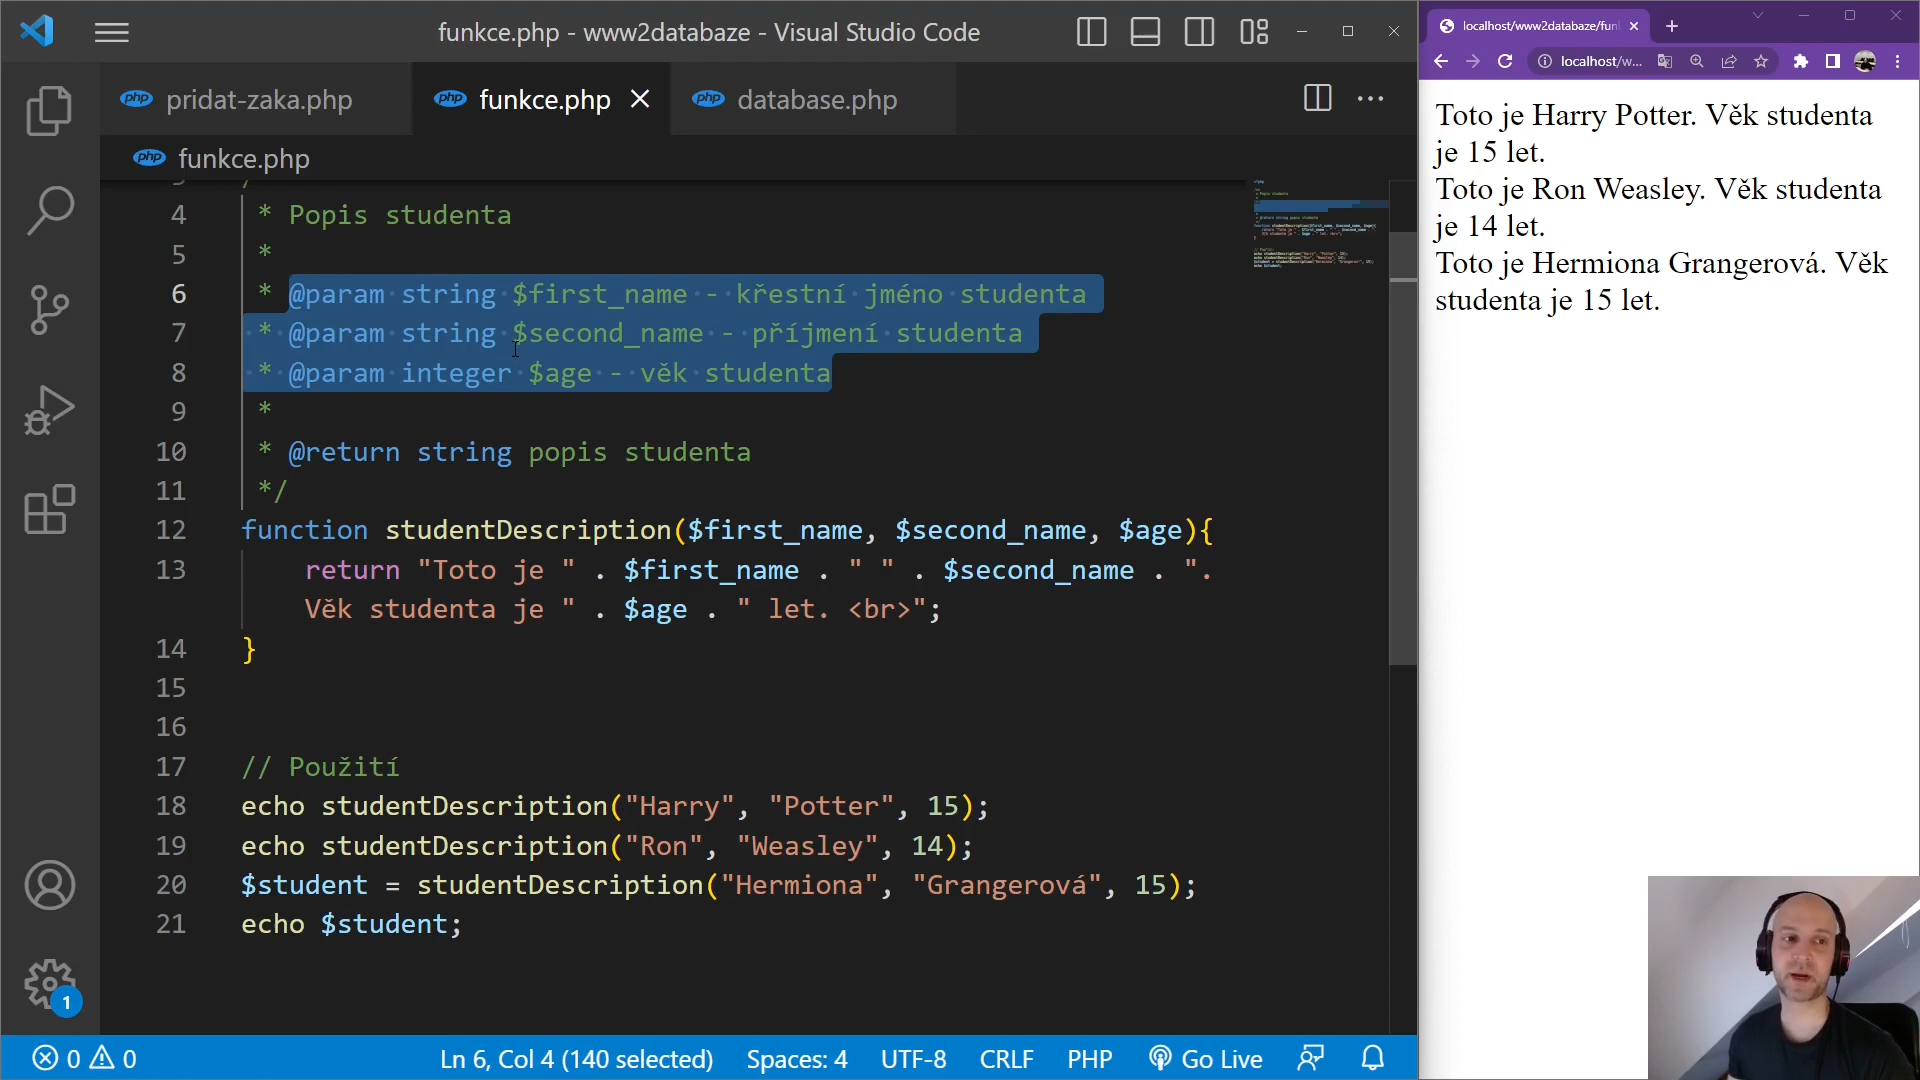 funkce.php - www2databaze - Visual Studio Code
php pridat-zaka.php
php funkce.php
php database.php
php funkce.php
4 * Popis studenta
5 *
6 * @param string $first_name - křestní jméno studenta
7 * @param string $second_name - příjmení studenta
8 * @param integer $age - věk studenta
9 *
10 * @return string popis studenta
11 */
12 function studentDescription($first_name, $second_name, $age){
13 return "Toto je " . $first_name . " " . $second_name . ".
Věk studenta je " . $age . " let. <br>";
14 }
15
16
17 // Použití
18 echo studentDescription("Harry", "Potter", 15);
19 echo studentDescription("Ron", "Weasley", 14);
20 $student = studentDescription("Hermiona", "Grangerová", 15);
21 echo $student;
1
0 0
Ln 6, Col 4 (140 selected)
Spaces: 4
UTF-8
CRLF
PHP
Go Live
localhost/www2databaze/fun
localhost/w...
Toto je Harry Potter. Věk studenta
je 15 let.
Toto je Ron Weasley. Věk studenta
je 14 let.
Toto je Hermiona Grangerová. Věk
studenta je 15 let.